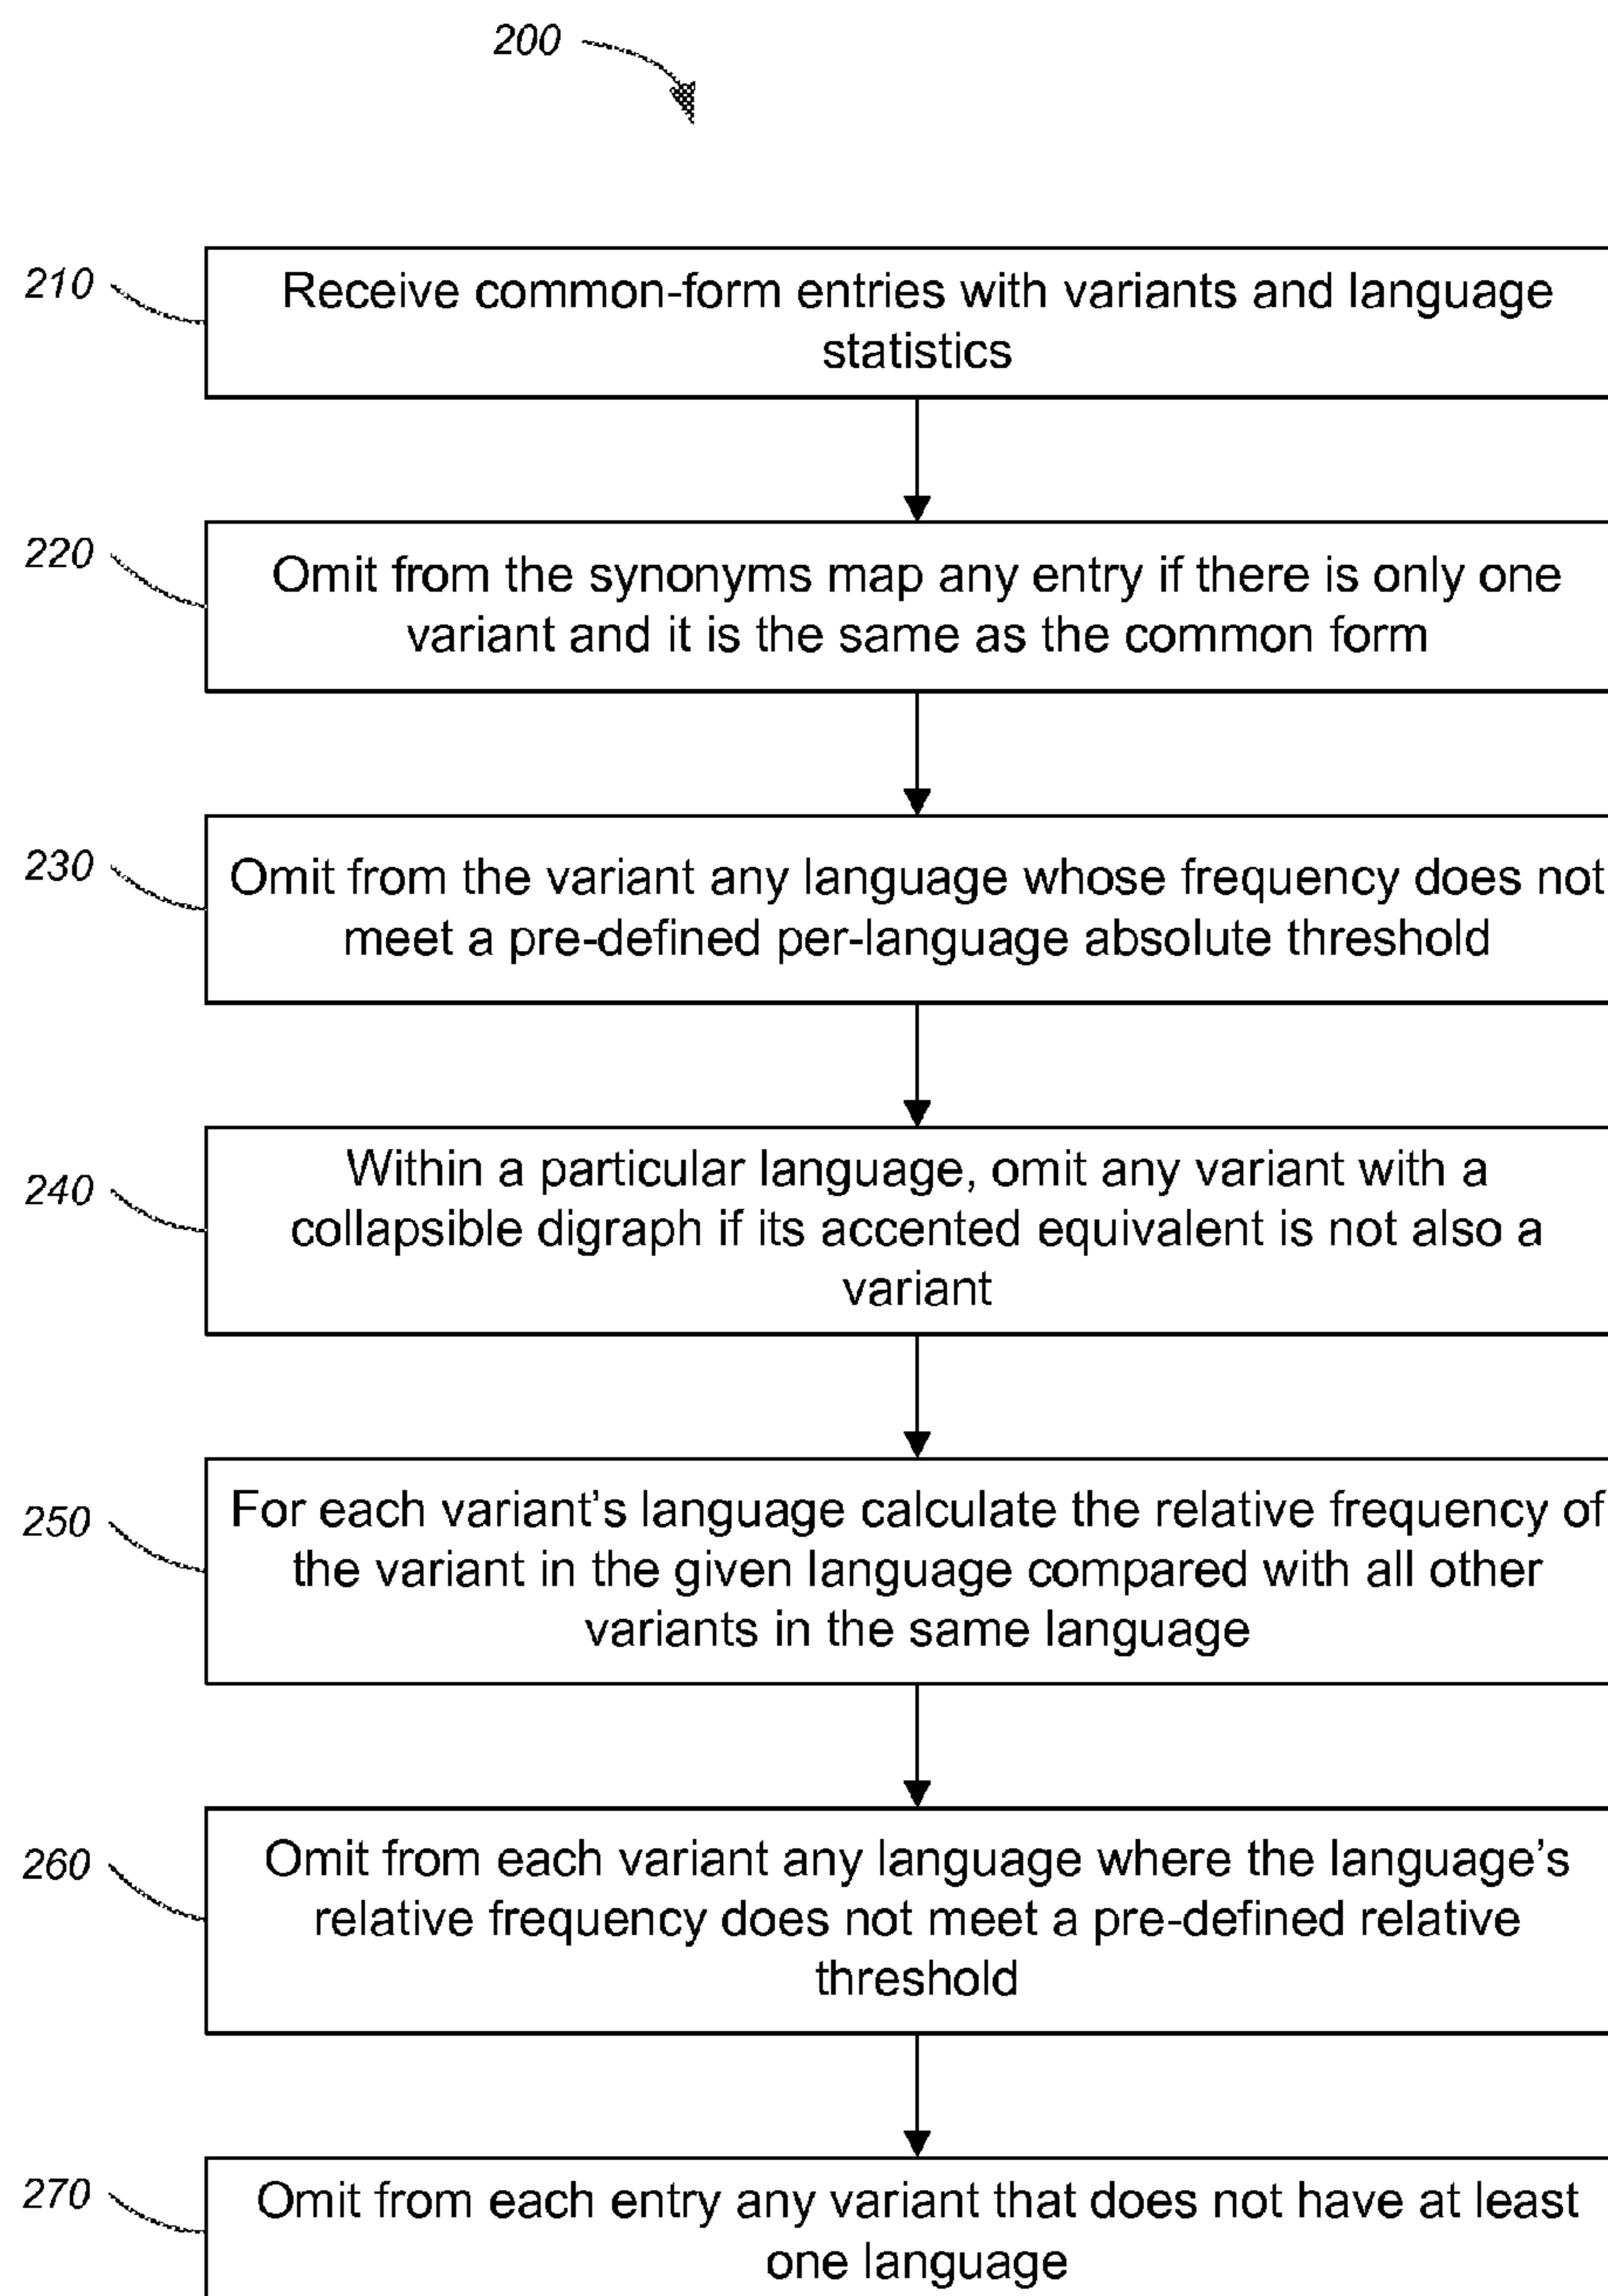 200
210
Receive common-form entries with variants and language
statistics
220
Omit from the synonyms map any entry if there is only one
variant and it is the same as the common form
230
Omit from the variant any language whose frequency does not
meet a pre-defined per-language absolute threshold
240
Within a particular language, omit any variant with a
collapsible digraph if its accented equivalent is not also a
variant
250
For each variant’s language calculate the relative frequency of
the variant in the given language compared with all other
variants in the same language
260
Omit from each variant any language where the language’s
relative frequency does not meet a pre-defined relative
threshold
270
Omit from each entry any variant that does not have at least
one language